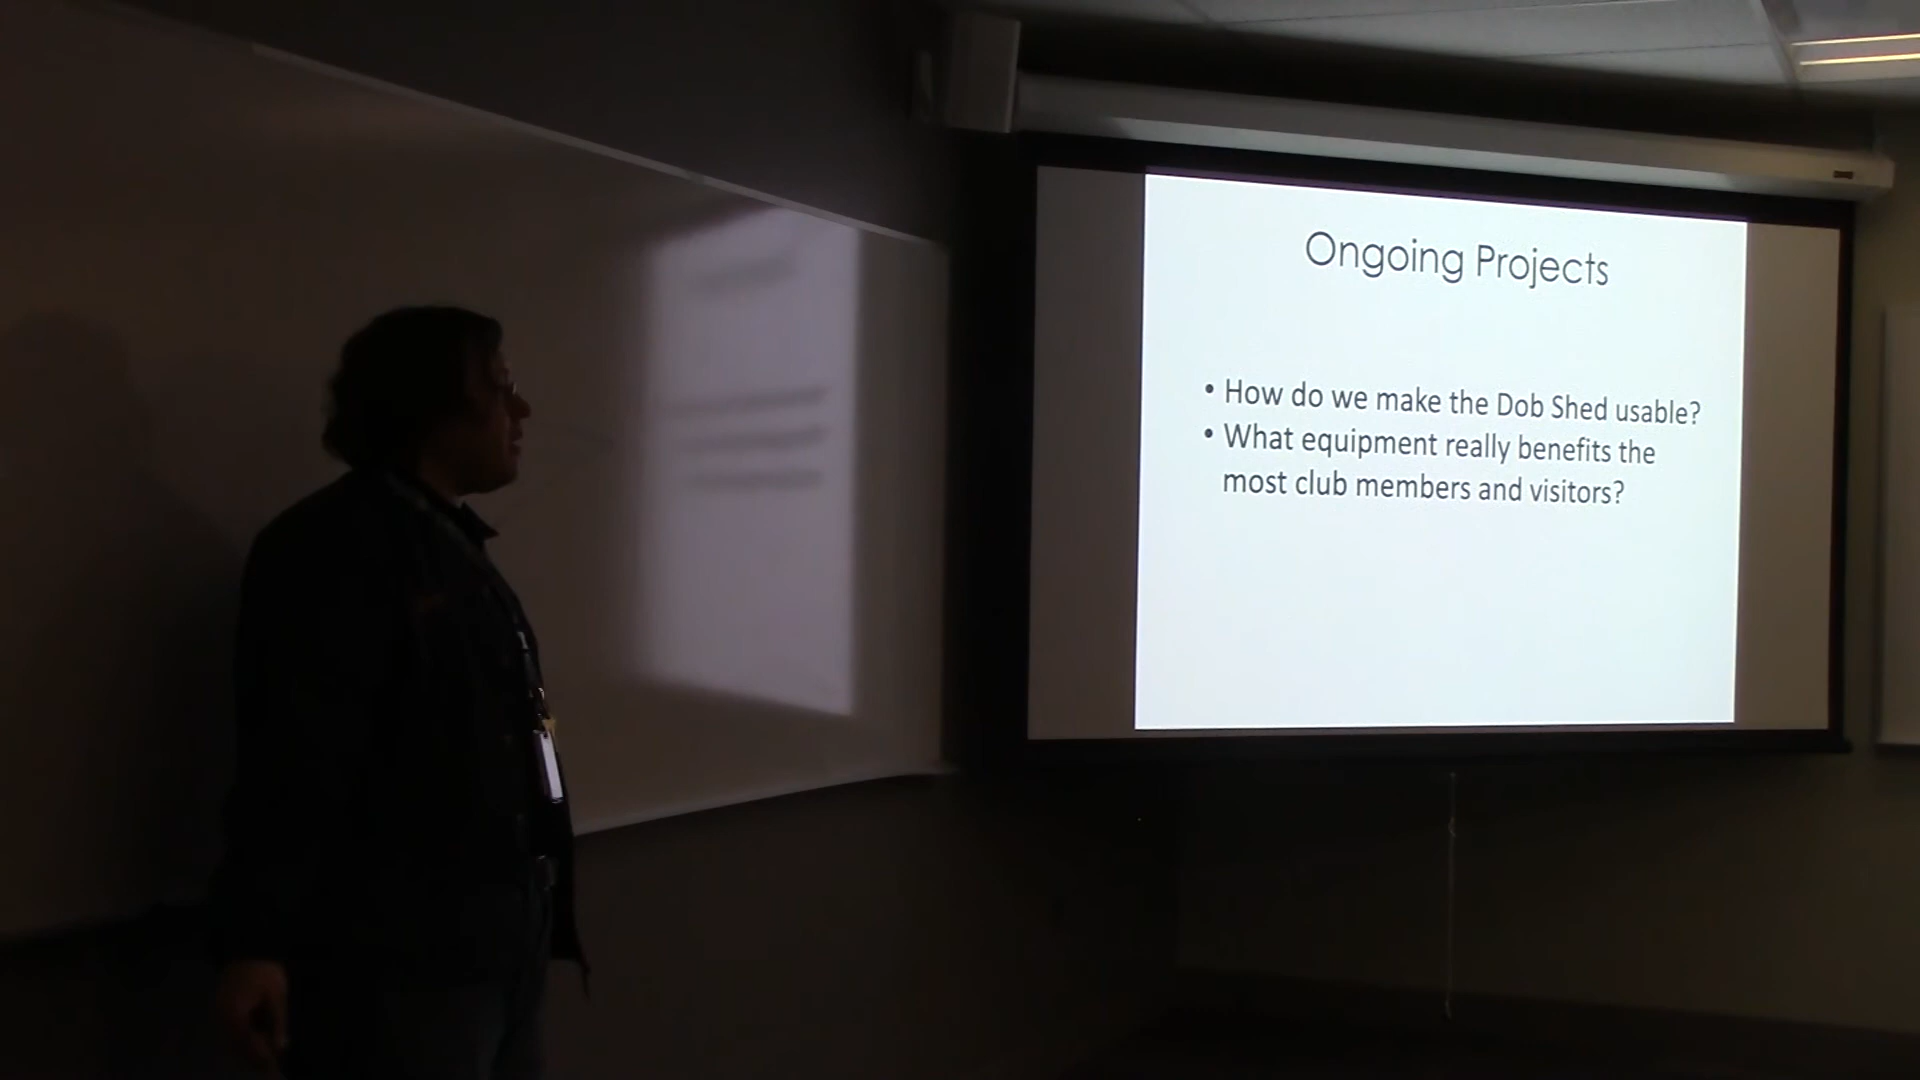 Ongoing Projects
• How do we make the Dob Shed usable?
• What equipment really benefits the
most club members and visitors?